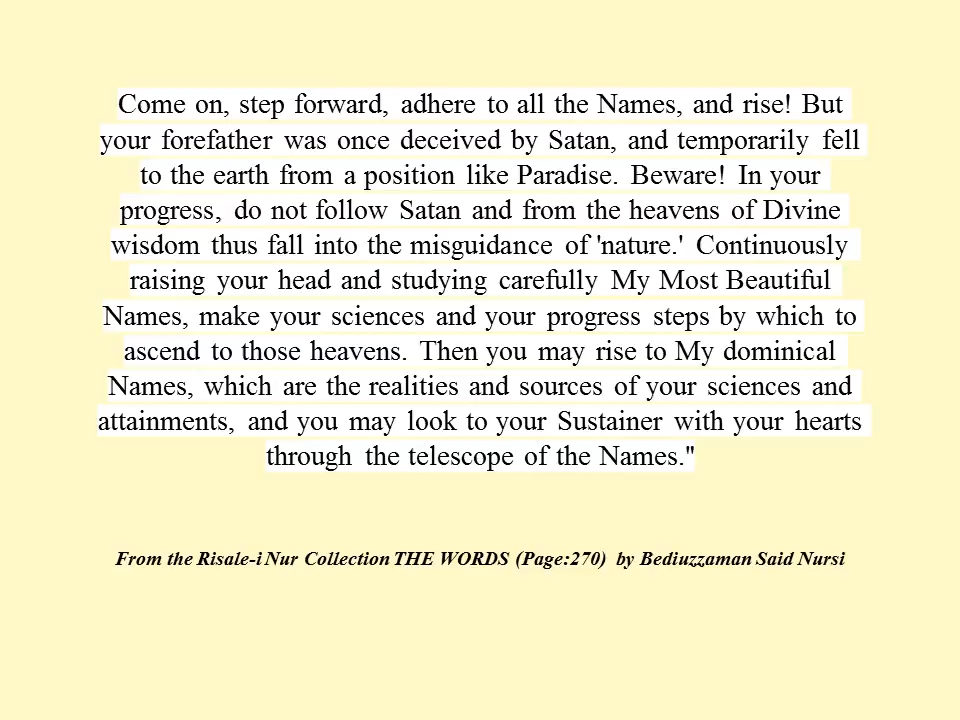 Come on, step forward, adhere to all the Names, and rise! But
your forefather was once deceived by Satan, and temporarily fell
to the earth from a position like Paradise. Beware! In your
progress, do not follow Satan and from the heavens of Divine
wisdom thus fall into the misguidance of 'nature.' Continuously
raising your head and studying carefully My Most Beautiful
Names, make your sciences and your progress steps by which to
ascend to those heavens. Then you may rise to My dominical
Names, which are the realities and sources of your sciences and
attainments, and you may look to your Sustainer with your hearts
through the telescope of the Names."
From the Risale-i Nur Collection THE WORDS (Page:270) by Bediuzzaman Said Nursi